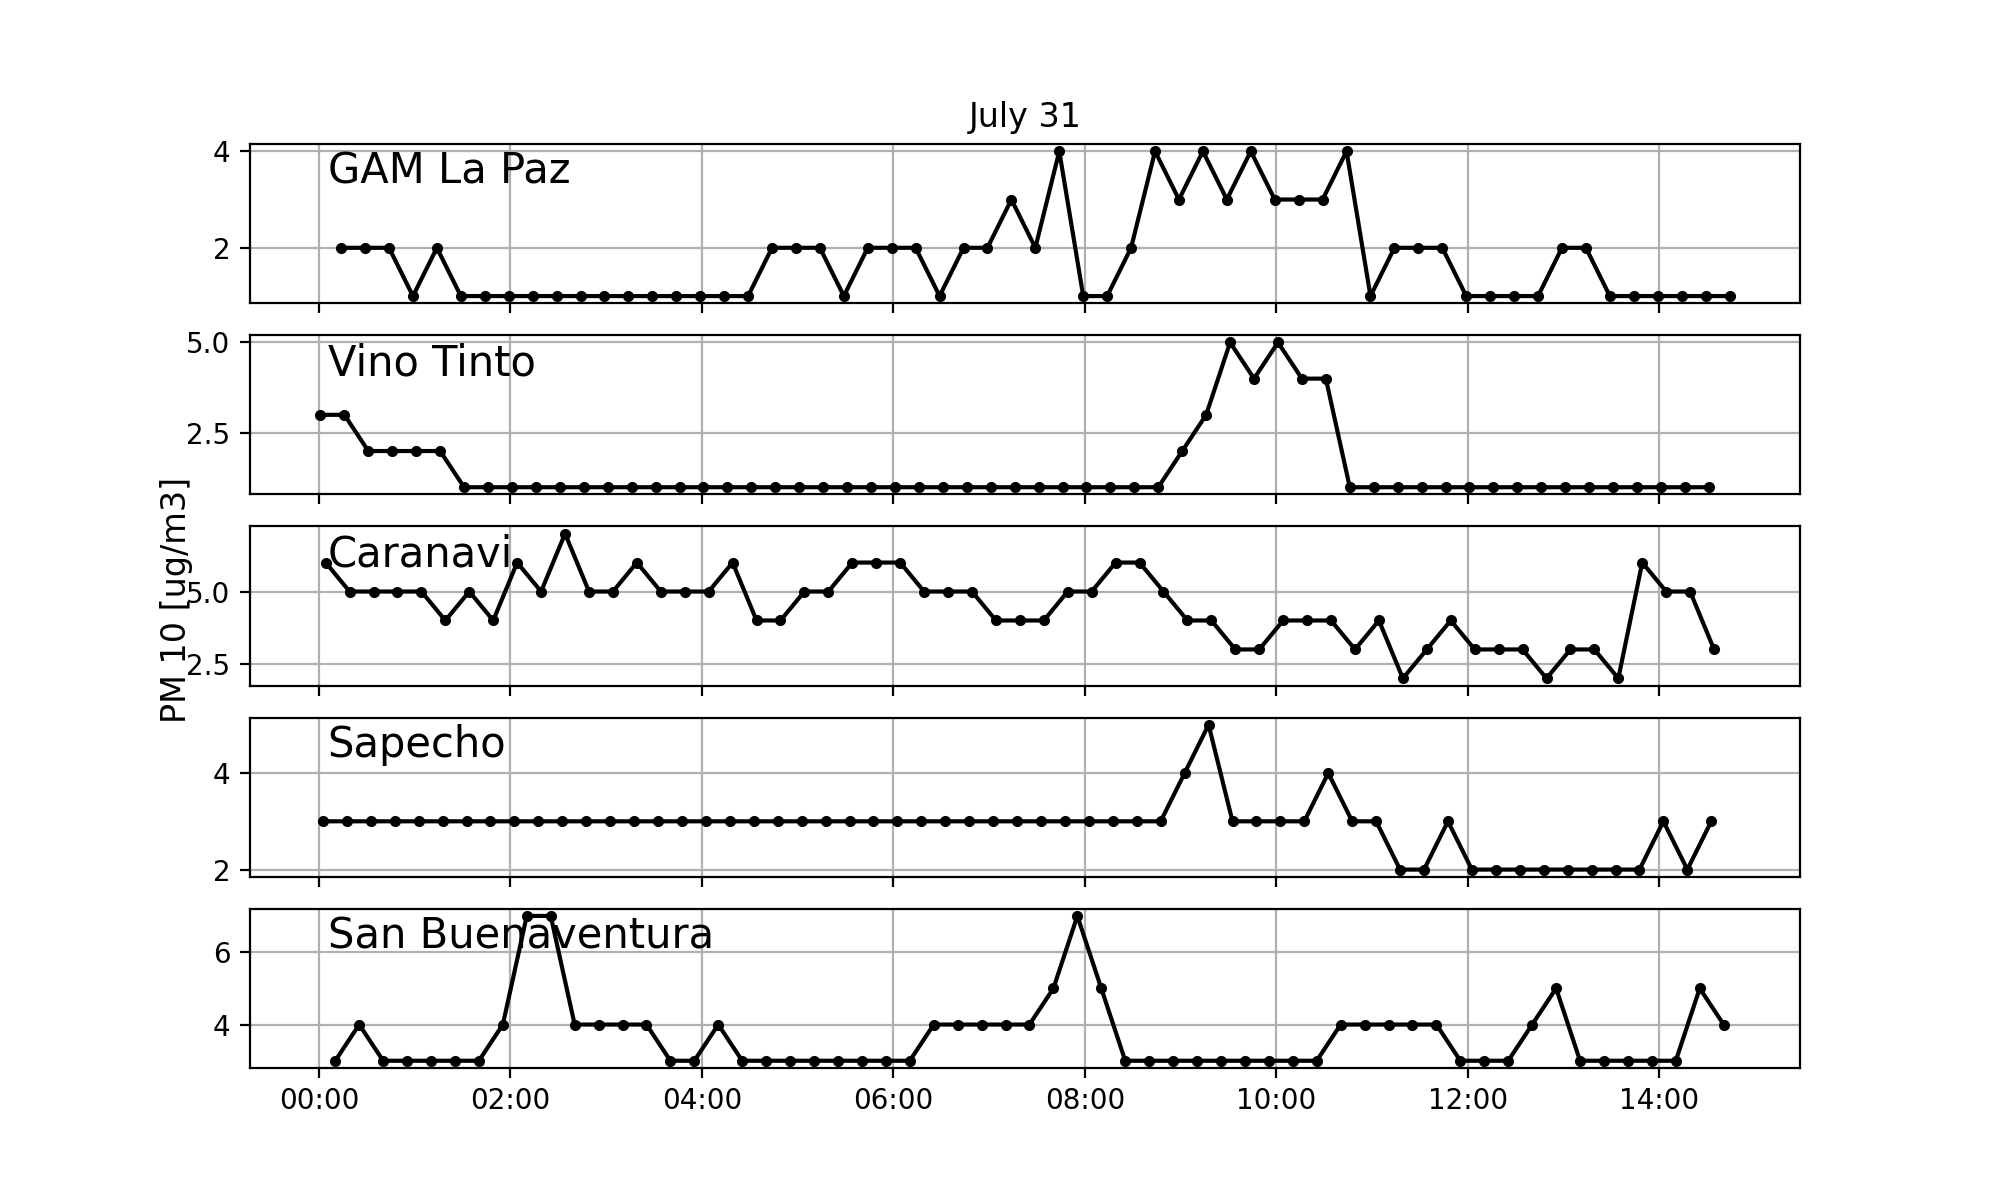 July 31
4
GAM La Paz
2
5.0
Vino Tinto
2.5
PM 10 [ug/m3]
Caranavi
5.0
2.5
Sapecho
4
2
San Buenaventura
6
4
00:00 02:00 04:00 06:00 08:00 10:00 12:00 14:00